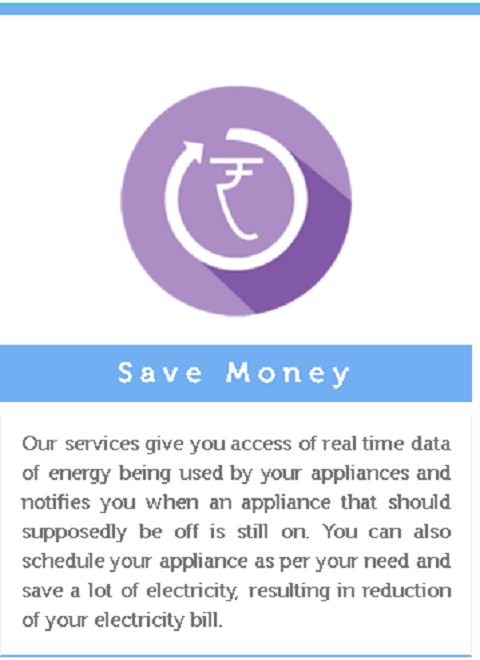 ₹
Save Money
Our services give you access of real time data
of energy being used by your appliances and
notifies you when an appliance that should
supposedly be off is still on. You can also
schedule your appliance as per your need and
save a lot of electricity, resulting in reduction
of your electricity bill.